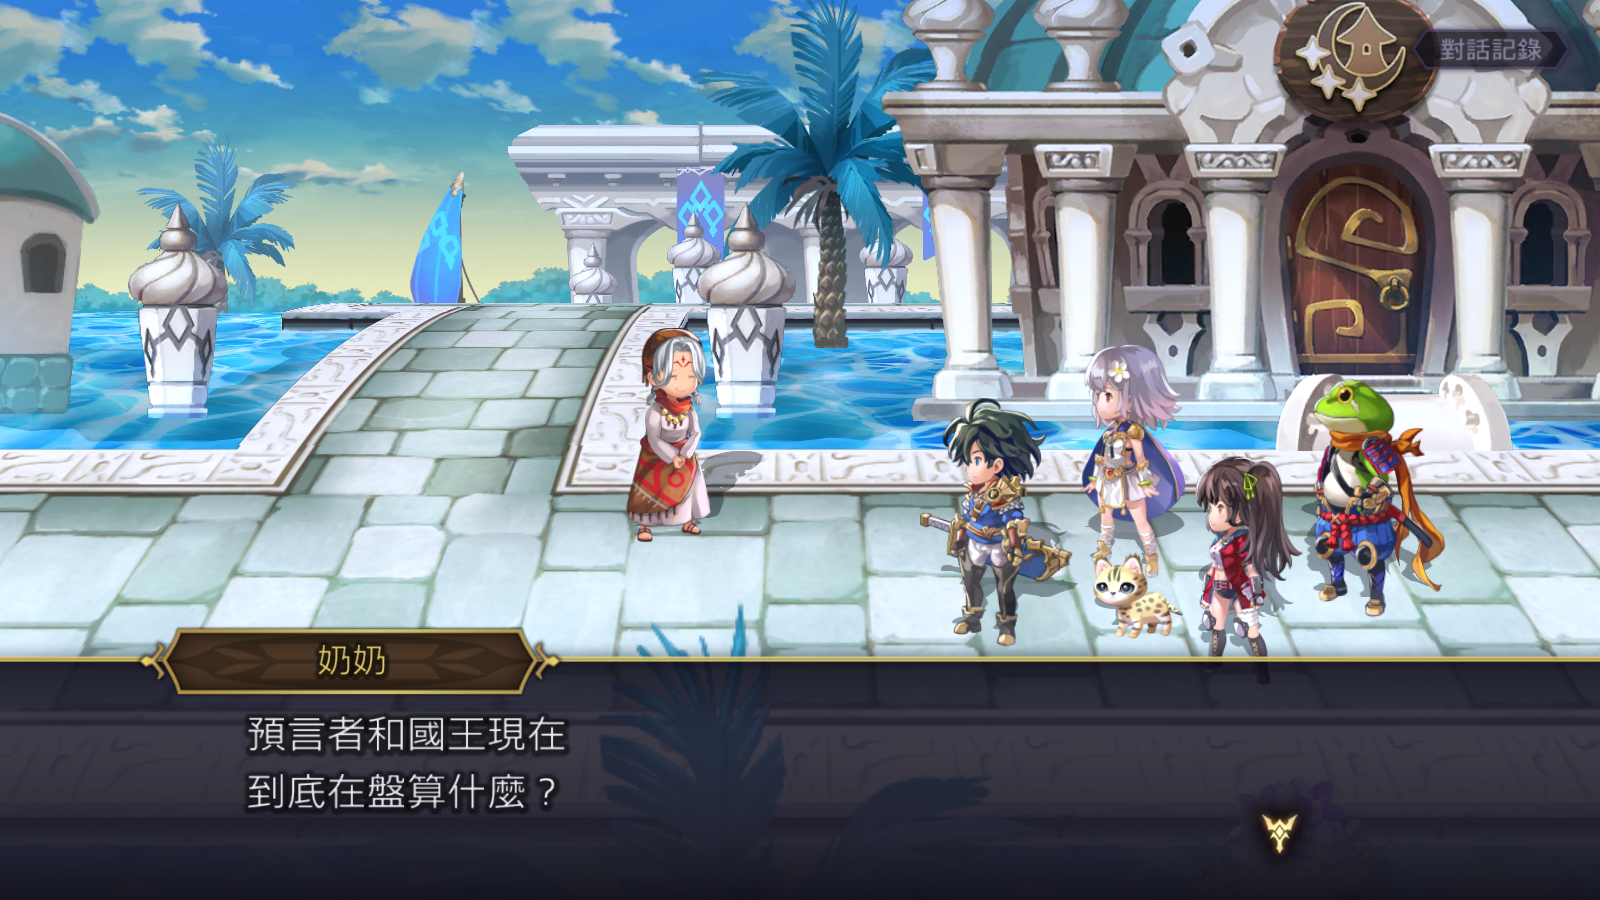 對話記錄
奶奶
預言者和國王現在
到底在盤算什麼？